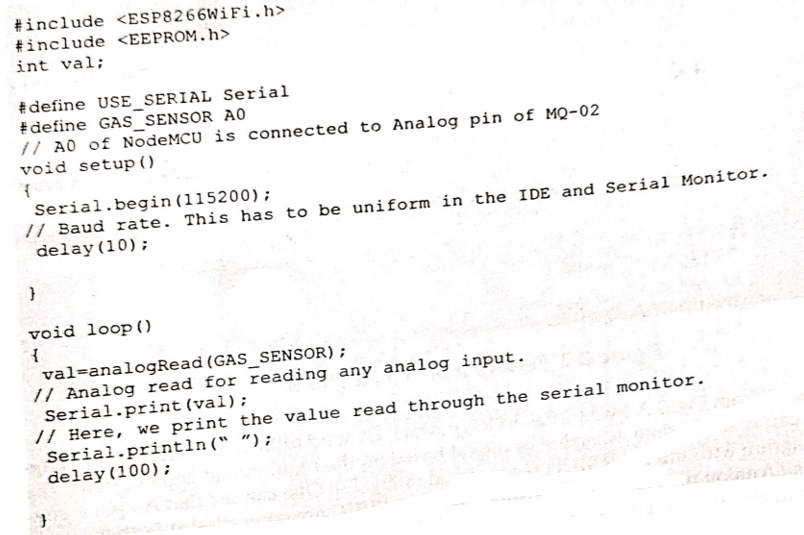 #include <ESP8266WiFi.h>
#include <EEPROM.h>
int val;
#define USE_SERIAL Serial
#define GAS_SENSOR A0
// A0 of NodeMCU is connected to Analog pin of MQ-02
void setup()
{
Serial.begin(115200);
// Baud rate. This has to be uniform in the IDE and Serial Monitor.
delay(10);
}
void loop()
{
val=analogRead(GAS_SENSOR);
// Analog read for reading any analog input.
Serial.print(val);
// Here, we print the value read through the serial monitor.
Serial.println(“ ”);
delay(100);
}